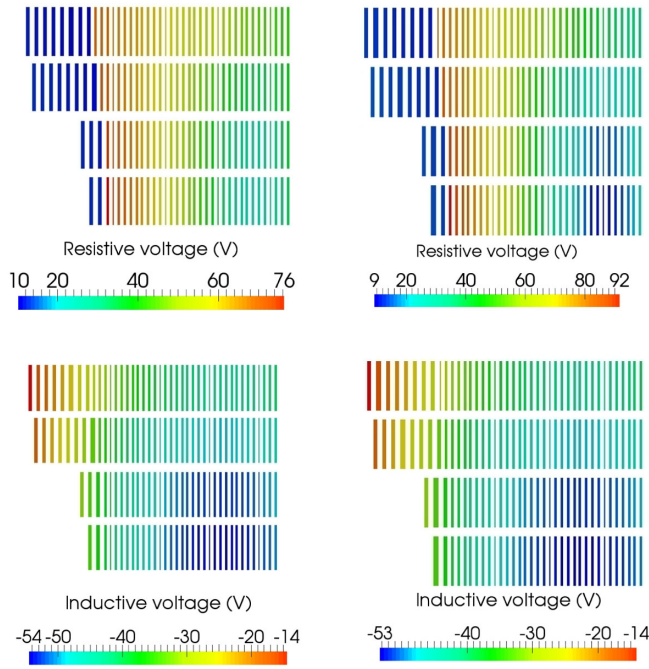 Resistive voltage (V)
10 20 40 60 76
Resistive voltage (V)
9 20 40 60 80 92
Inductive voltage (V)
-54 -50 -40 -30 -20 -14
Inductive voltage (V)
-53 -40 -30 -20 -14